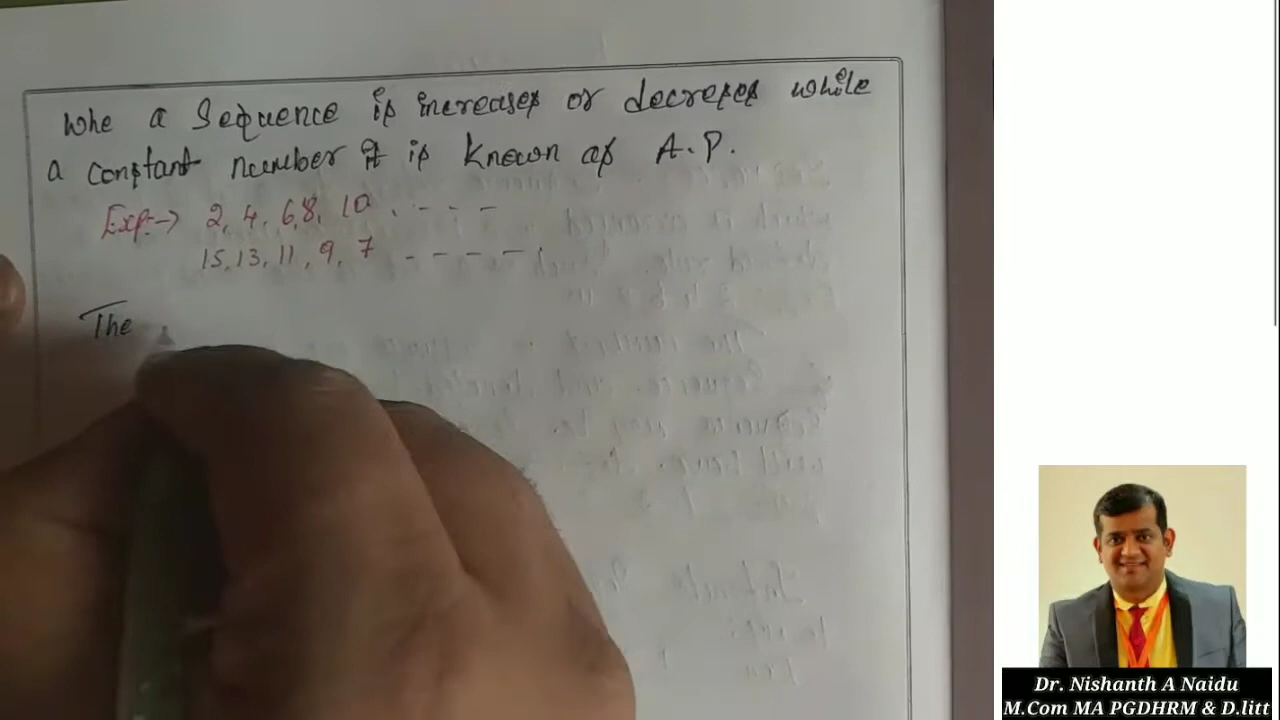 Whe a Sequence is increases or decreses while
a constant number it is known as A.P.
Exp:-> 2, 4, 6, 8, 10, - - - -
15, 13, 11, 9, 7 - - - - - .
The
Dr. Nishanth A Naidu
M.Com MA PGDHRM & D.litt